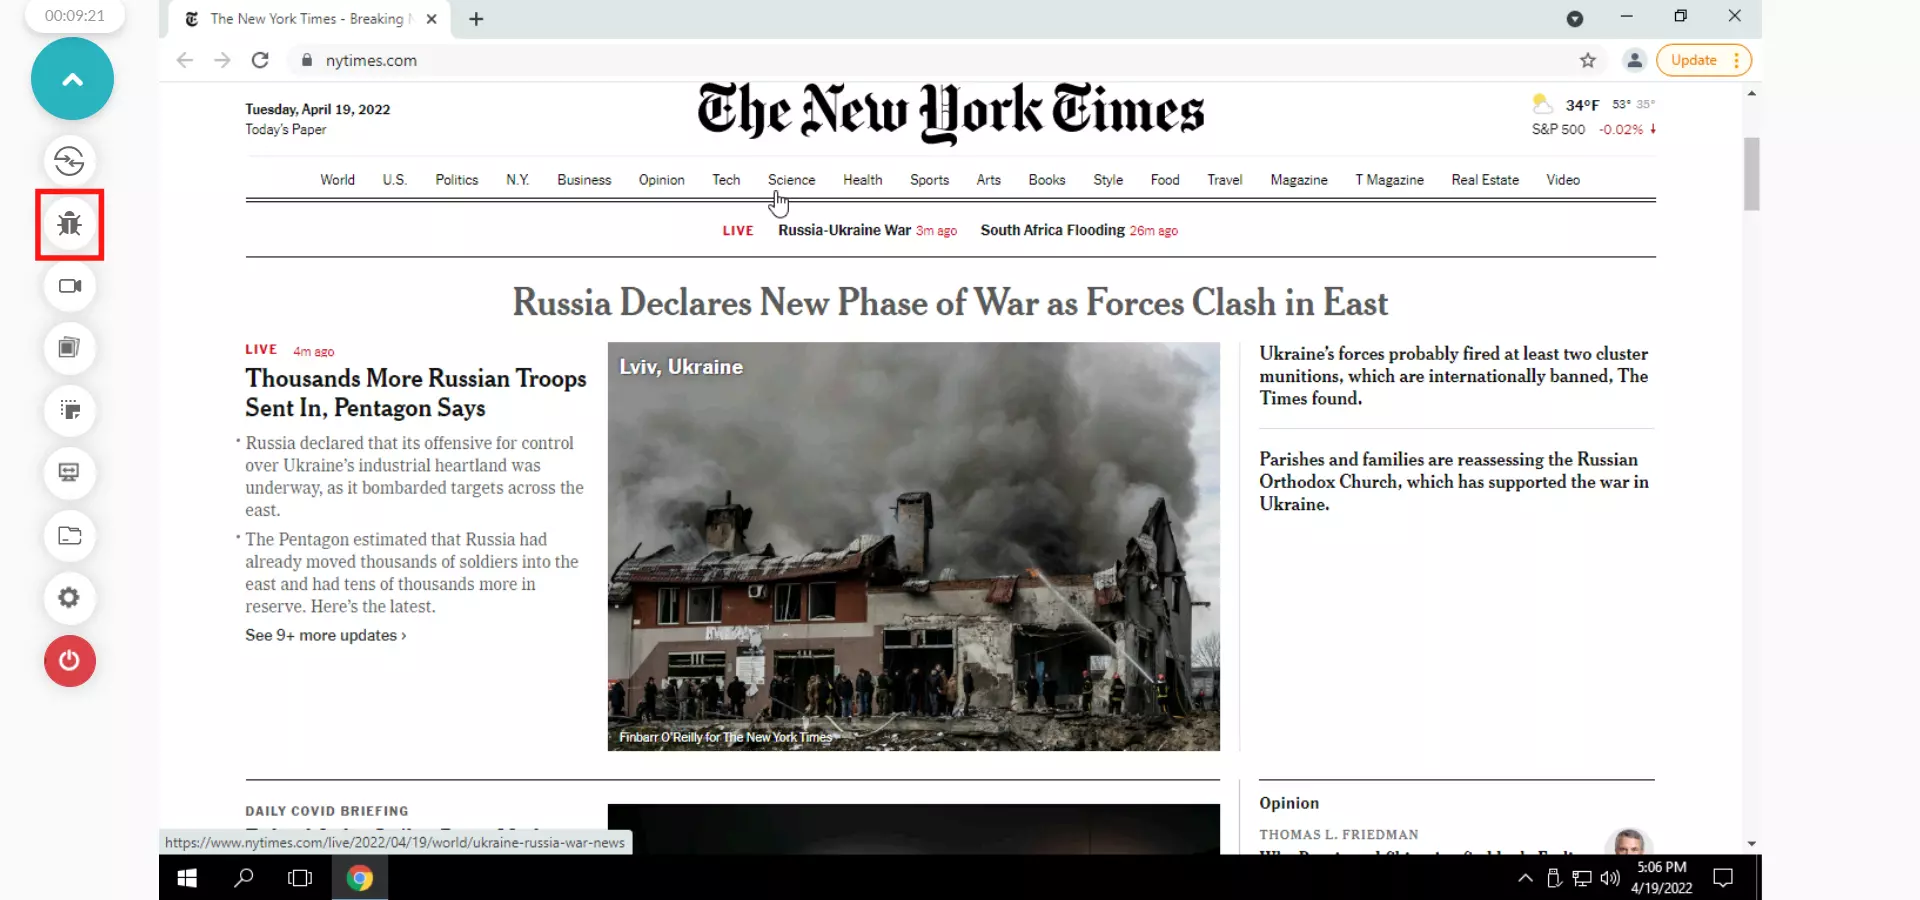 00:09:21
The New York Times - Breaking
nytimes.com
Update
Tuesday, April 19, 2022
Today's Paper
The New York Times
34°F 53° 35°
S&P 500 -0.02%
World U.S. Politics N.Y. Business Opinion Tech Science Health Sports Arts Books Style Food Travel Magazine T Magazine Real Estate Video
LIVE Russia-Ukraine War 3m ago South Africa Flooding 26m ago
Russia Declares New Phase of War as Forces Clash in East
LIVE 4m ago
Thousands More Russian Troops
Sent In, Pentagon Says
Russia declared that its offensive for control
over Ukraine's industrial heartland was
underway, as it bombarded targets across the
east.
The Pentagon estimated that Russia had
already moved thousands of soldiers into the
east and had tens of thousands more in
reserve. Here's the latest.
See 9+ more updates ›
Lviv, Ukraine
Finbarr O'Reilly for The New York Times
Ukraine's forces probably fired at least two cluster
munitions, which are internationally banned, The
Times found.
Parishes and families are reassessing the Russian
Orthodox Church, which has supported the war in
Ukraine.
DAILY COVID BRIEFING
Opinion
THOMAS L. FRIEDMAN
https://www.nytimes.com/live/2022/04/19/world/ukraine-russia-war-news
5:06 PM
4/19/2022